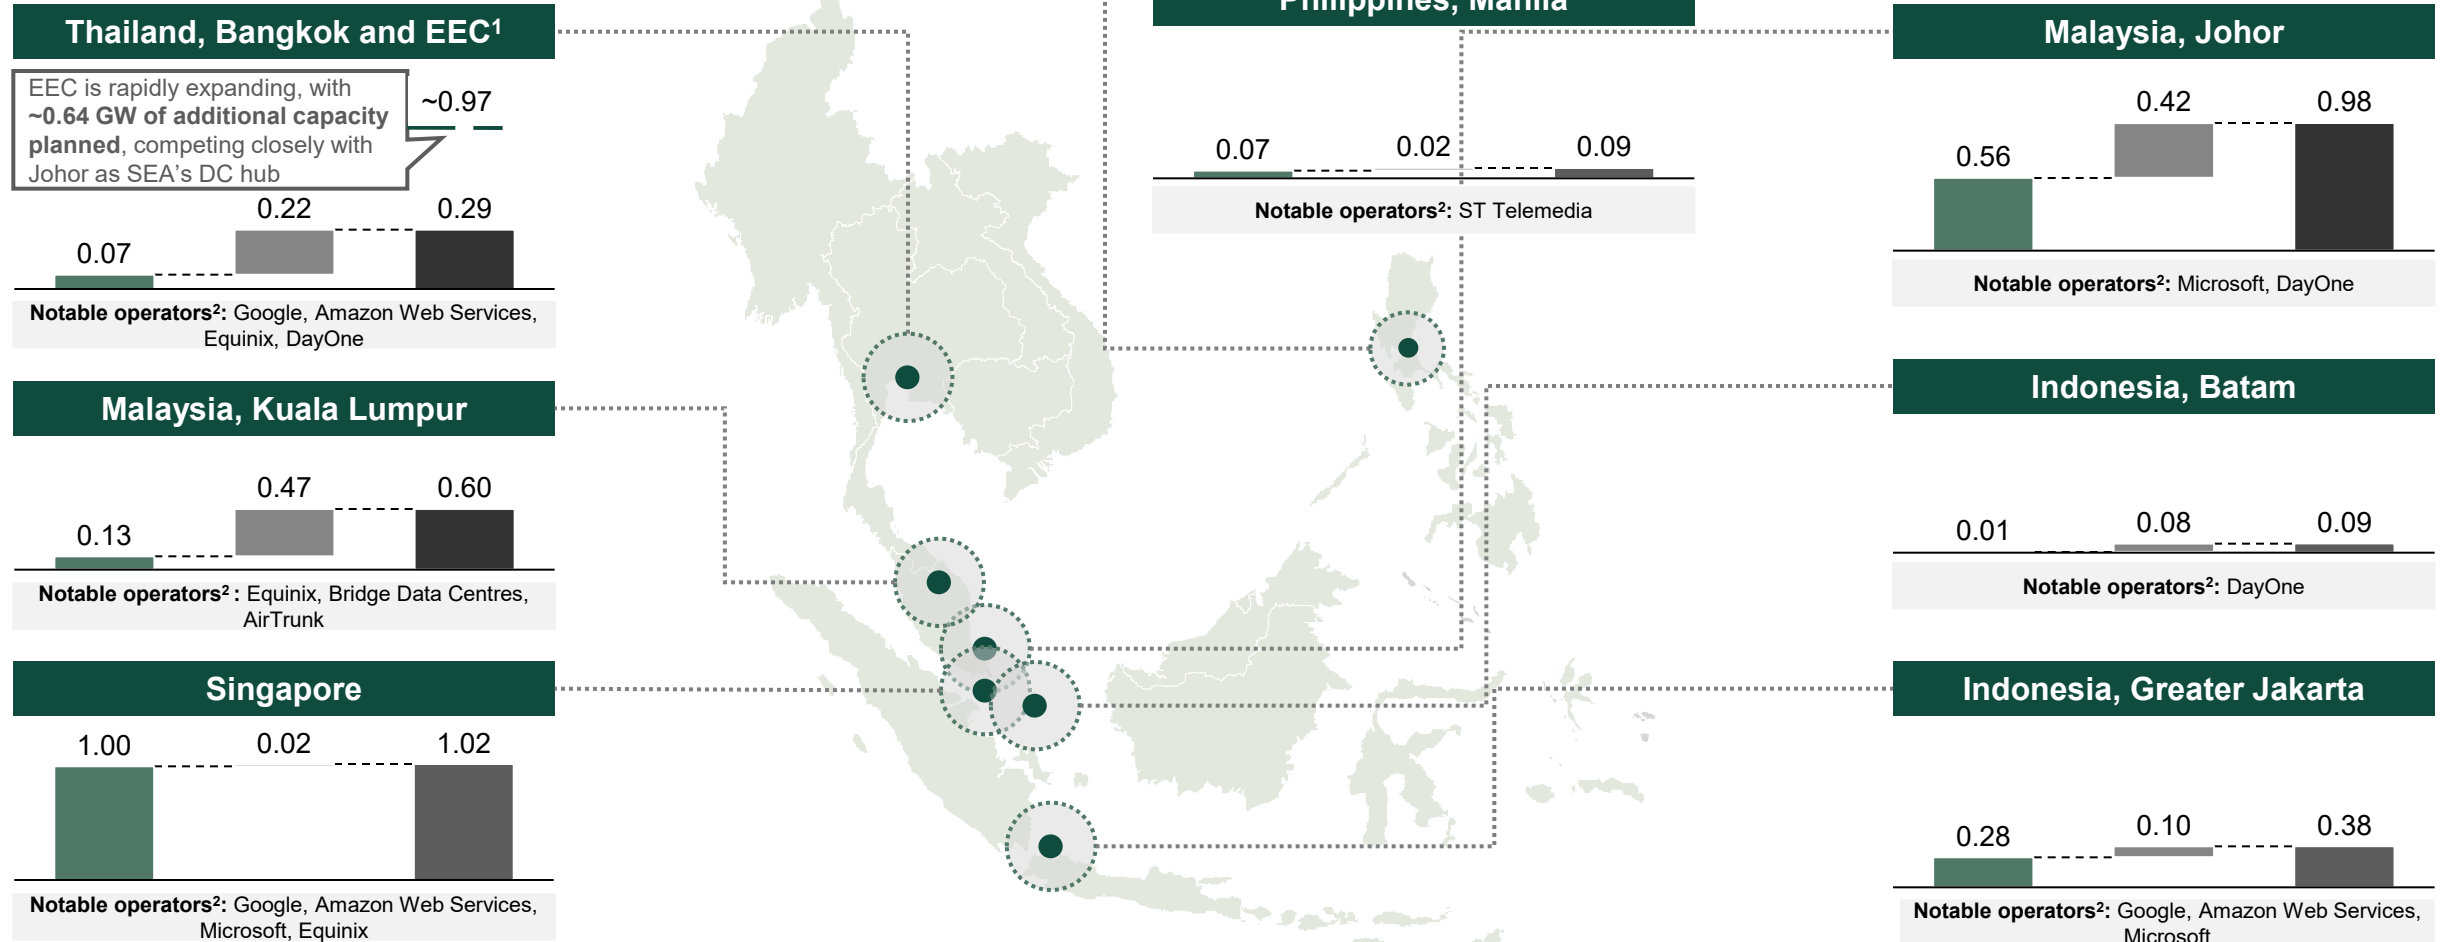 Thailand, Bangkok and EEC¹
EEC is rapidly expanding, with
~0.64 GW of additional capacity
planned, competing closely with
Johor as SEA's DC hub
~0.97
0.07
0.22
0.29
Notable operators²: Google, Amazon Web Services,
Equinix, DayOne
Malaysia, Kuala Lumpur
0.13
0.47
0.60
Notable operators² : Equinix, Bridge Data Centres,
AirTrunk
Singapore
1.00
0.02
1.02
Notable operators²: Google, Amazon Web Services,
Microsoft, Equinix
Philippines, Manila
0.07
0.02
0.09
Notable operators²: ST Telemedia
Malaysia, Johor
0.56
0.42
0.98
Notable operators²: Microsoft, DayOne
Indonesia, Batam
0.01
0.08
0.09
Notable operators²: DayOne
Indonesia, Greater Jakarta
0.28
0.10
0.38
Notable operators²: Google, Amazon Web Services,
Microsoft